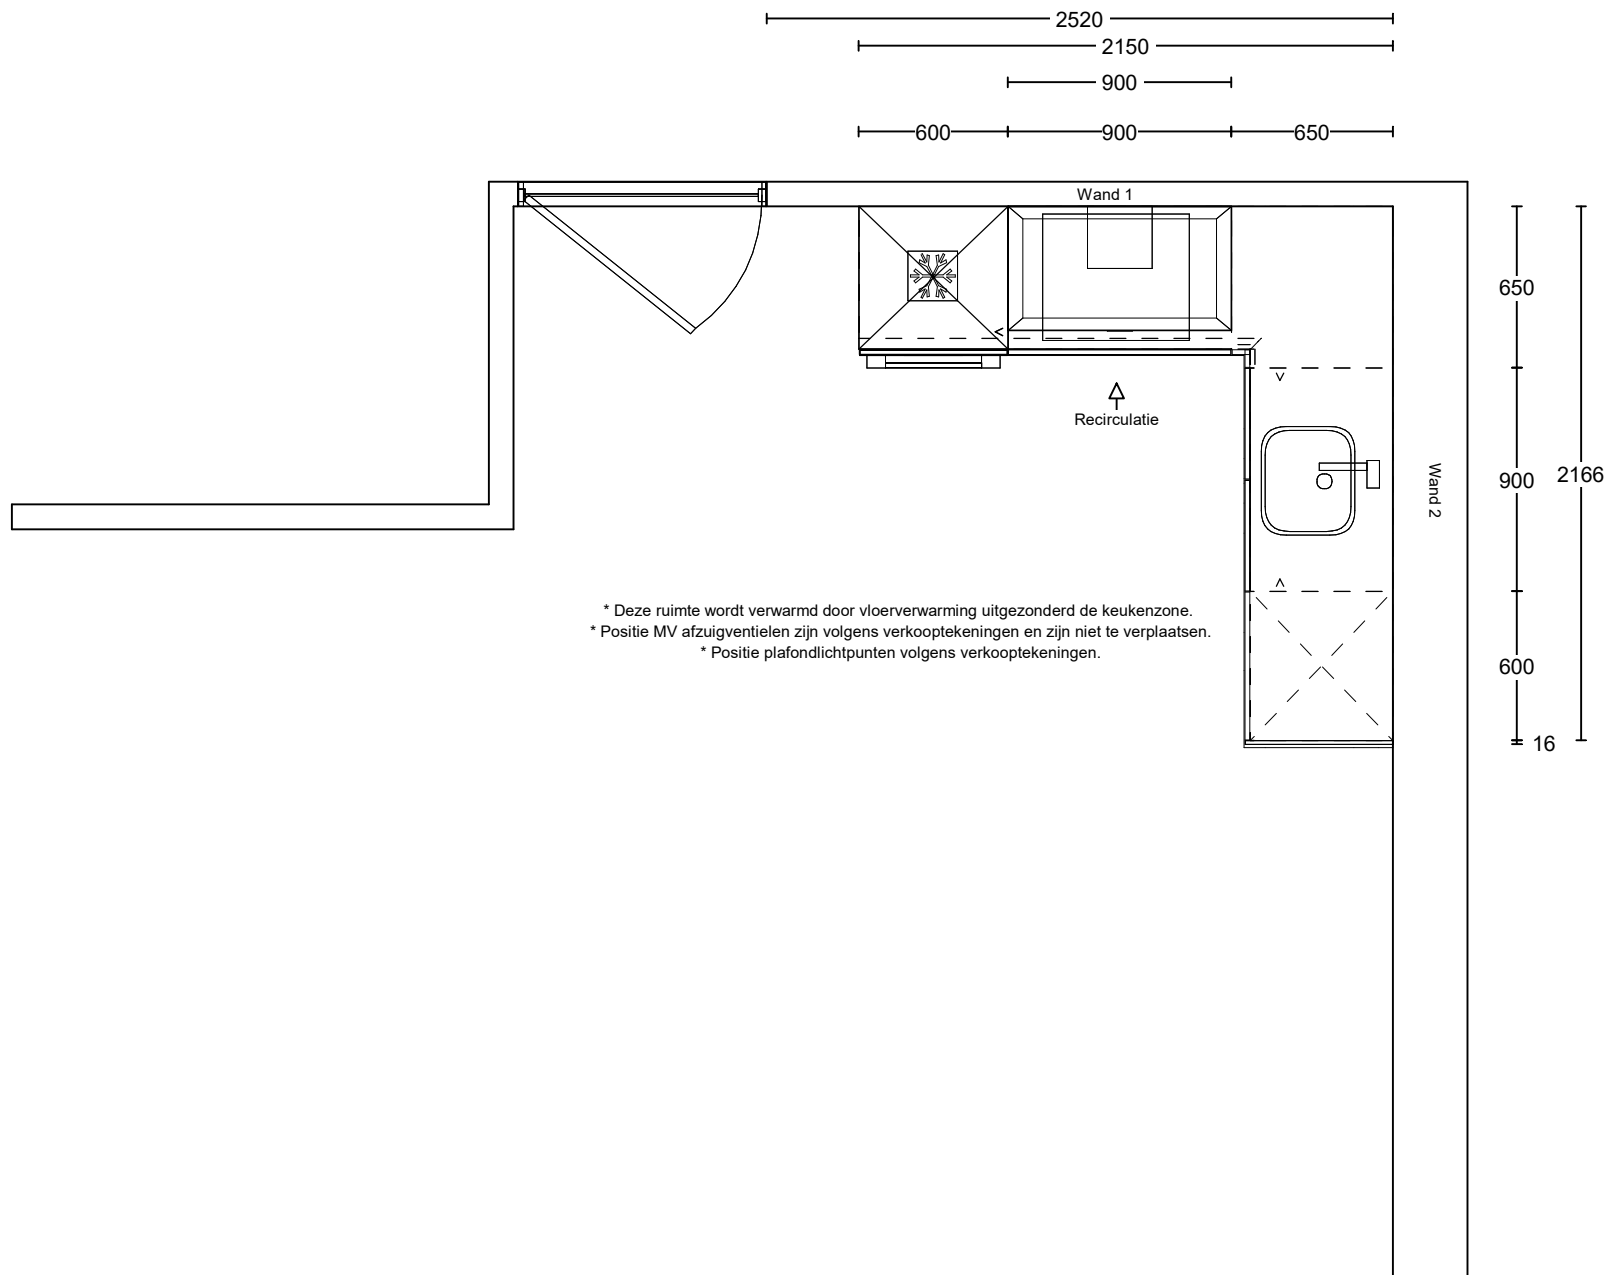 2520
2150
900
600 900 650
Wand 1
650
Recirculatie
Wand 2
900
2166
* Deze ruimte wordt verwarmd door vloerverwarming uitgezonderd de keukenzone.
* Positie MV afzuigventielen zijn volgens verkooptekeningen en zijn niet te verplaatsen.
* Positie plafondlichtpunten volgens verkooptekeningen.
600
16